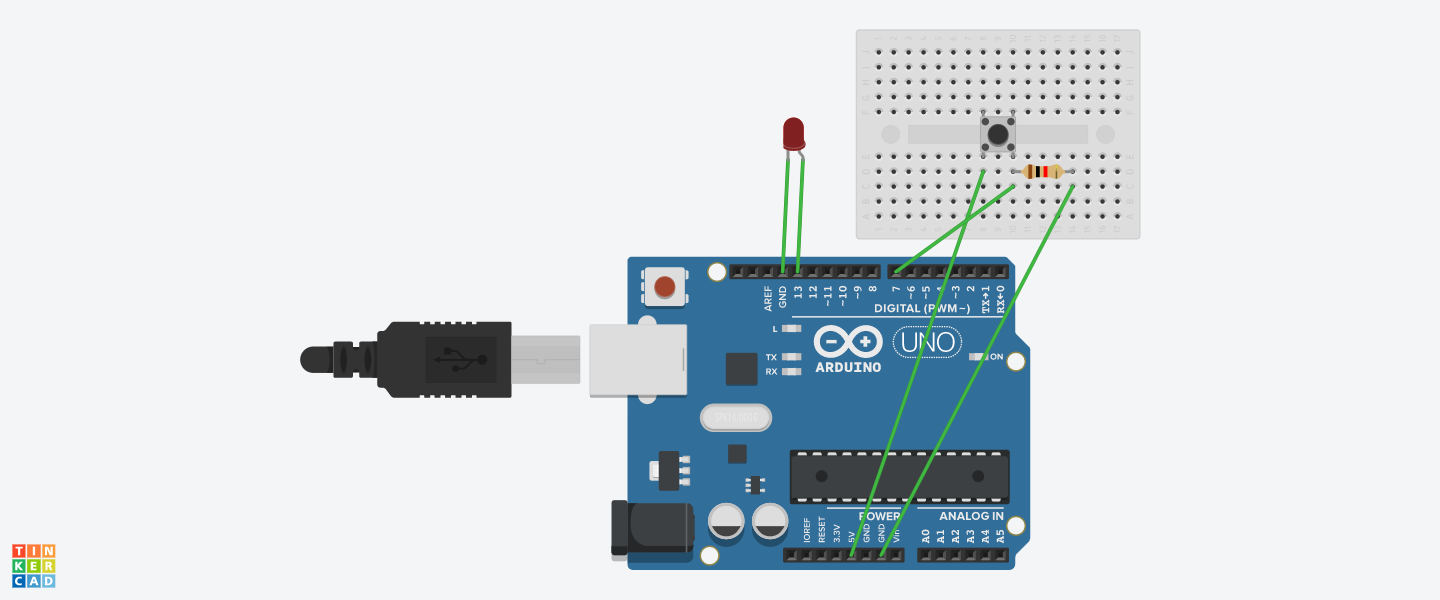 AREF
GND
13
12
~11
~10
~9
8
7
~6
~5
~3
2
TX→1
RX←0
DIGITAL (PWM~)
L
TX
RX
ARDUINO
UNO
ON
IOREF
RESET
3.3V
5V
GND
GND
Vin
POWER
ANALOG IN
A0
A1
A2
A3
A4
A5
TIN
KER
CAD